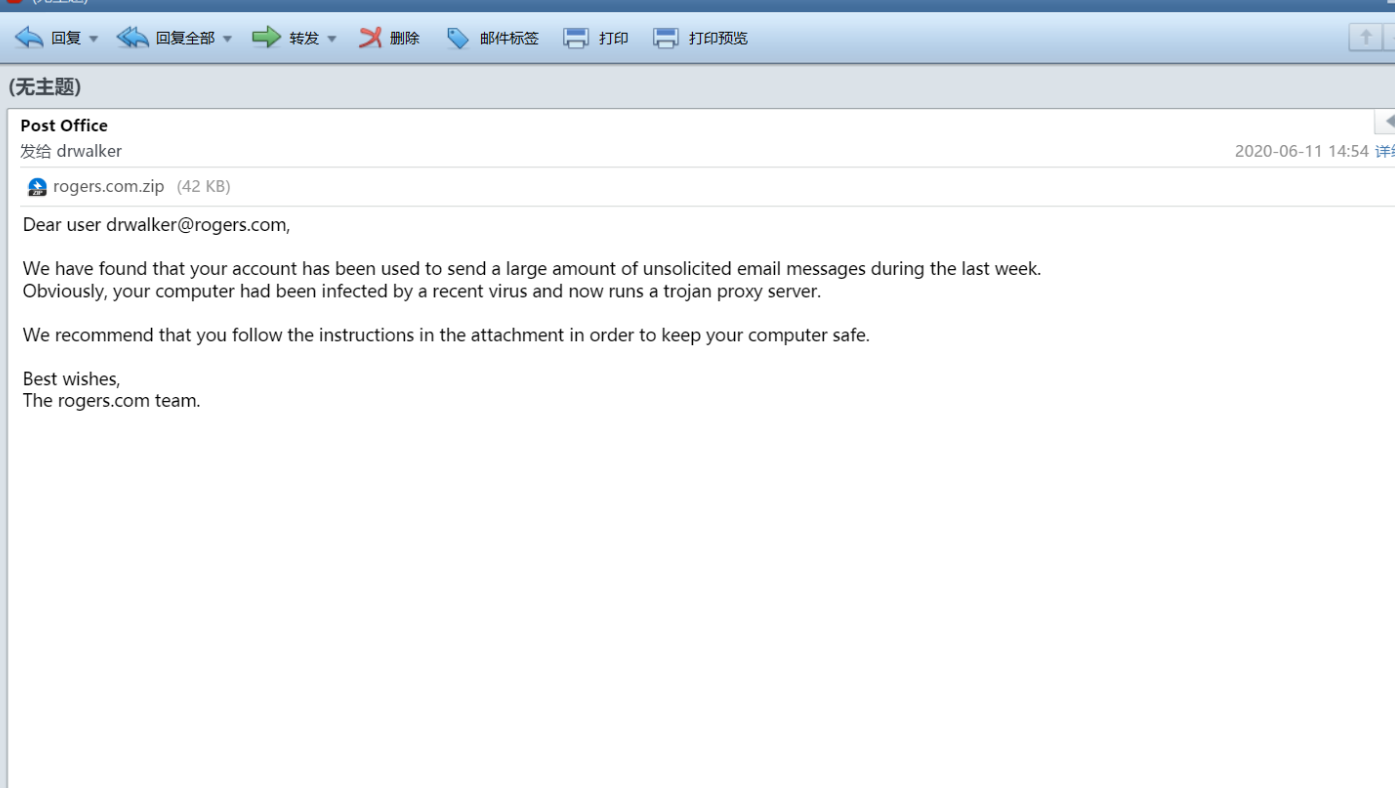 (无主题)
回复 回复全部 转发 删除 邮件标签 打印 打印预览
(无主题)
Post Office
发给 drwalker
2020-06-11 14:54
rogers.com.zip (42 KB)
Dear user drwalker@rogers.com,
We have found that your account has been used to send a large amount of unsolicited email messages during the last week.
Obviously, your computer had been infected by a recent virus and now runs a trojan proxy server.
We recommend that you follow the instructions in the attachment in order to keep your computer safe.
Best wishes,
The rogers.com team.